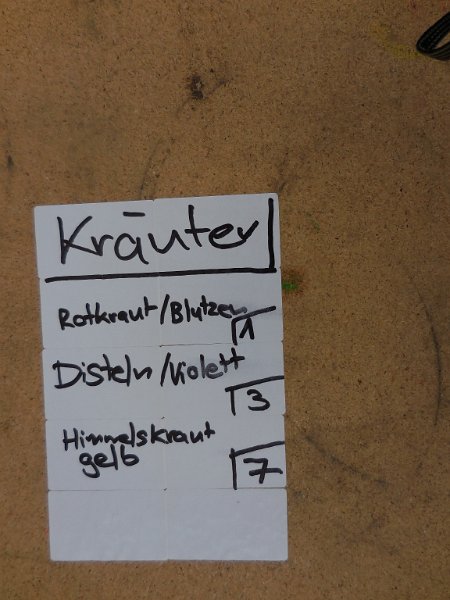 Kräuter
Rotkraut/Blutzen
1
Disteln/Violett
3
Himmelskraut
gelb
7